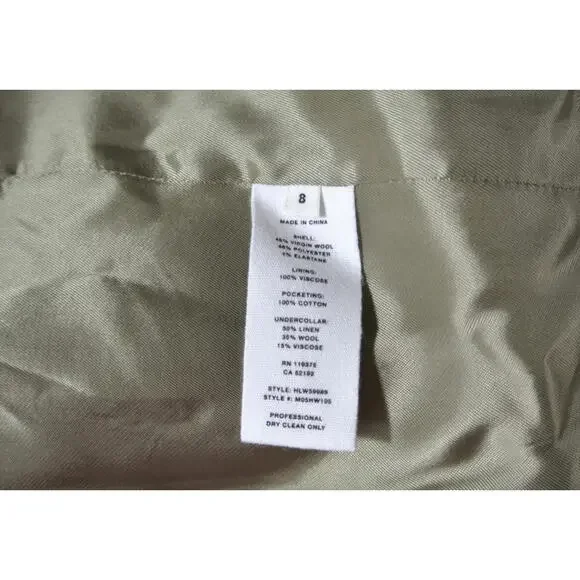 8
MADE IN CHINA
SHELL:
VIRGIN WOOL
POLYESTER
ELASTANE
LINING:
100% VISCOSE
POCKETING:
100% COTTON
UNDERCOLLAR:
50% LINEN
35% WOOL
15% VISCOSE
RN 119375
CA 52192
STYLE:
STYLE #: M05HW105
PROFESSIONAL
DRY CLEAN ONLY